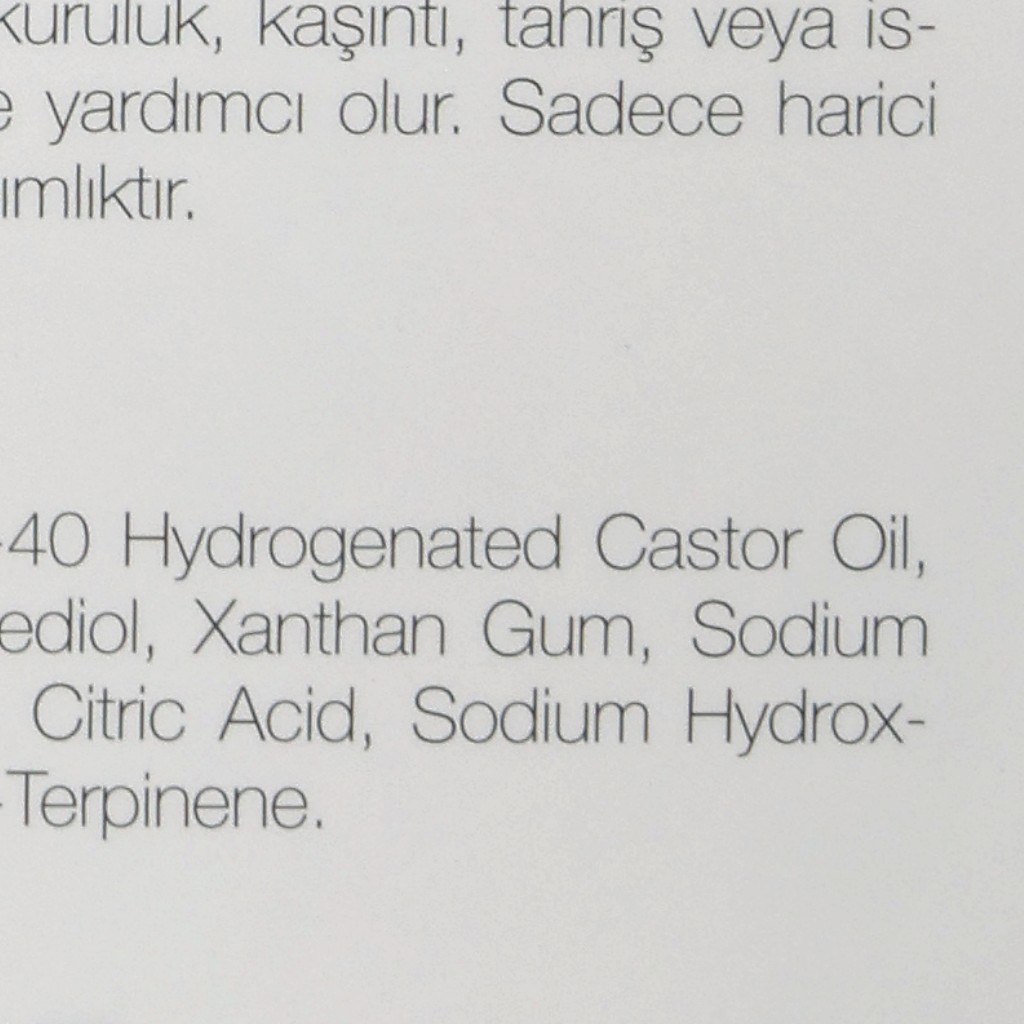 kuruluk, kaşıntı, tahriş veya is-
yardımcı olur. Sadece harici
ımlıktır.
-40 Hydrogenated Castor Oil,
ediol, Xanthan Gum, Sodium
Citric Acid, Sodium Hydrox-
-Terpinene.